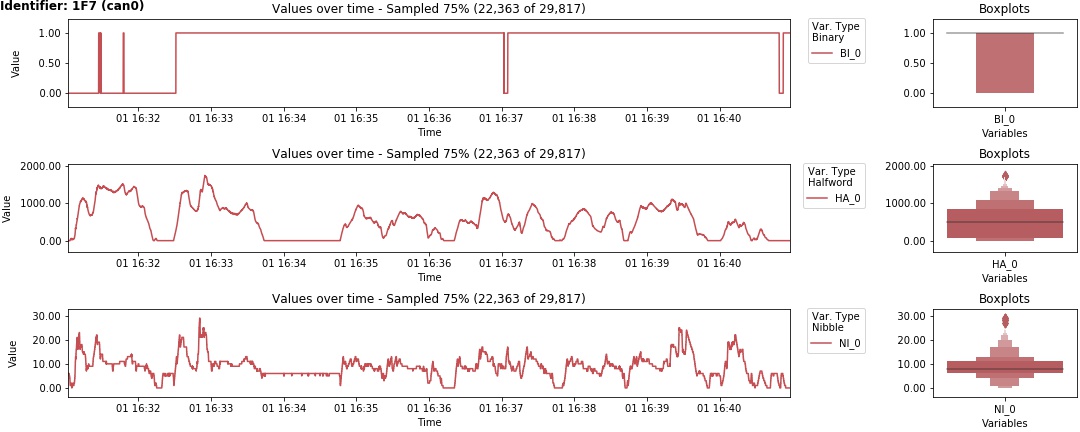 Identifier: 1F7 (can0)
Values over time - Sampled 75% (22,363 of 29,817)
Value
1.00
0.50
0.00
01 16:32 01 16:33 01 16:34 01 16:35 01 16:36 01 16:37 01 16:38 01 16:39 01 16:40
Time
Var. Type
Binary
BI_0
Boxplots
1.00
0.50
0.00
BI_0
Variables
Values over time - Sampled 75% (22,363 of 29,817)
Value
2000.00
1000.00
0.00
01 16:32 01 16:33 01 16:34 01 16:35 01 16:36 01 16:37 01 16:38 01 16:39 01 16:40
Time
Var. Type
Halfword
HA_0
Boxplots
2000.00
1000.00
0.00
HA_0
Variables
Values over time - Sampled 75% (22,363 of 29,817)
Value
30.00
20.00
10.00
0.00
01 16:32 01 16:33 01 16:34 01 16:35 01 16:36 01 16:37 01 16:38 01 16:39 01 16:40
Time
Var. Type
Nibble
NI_0
Boxplots
30.00
20.00
10.00
0.00
NI_0
Variables